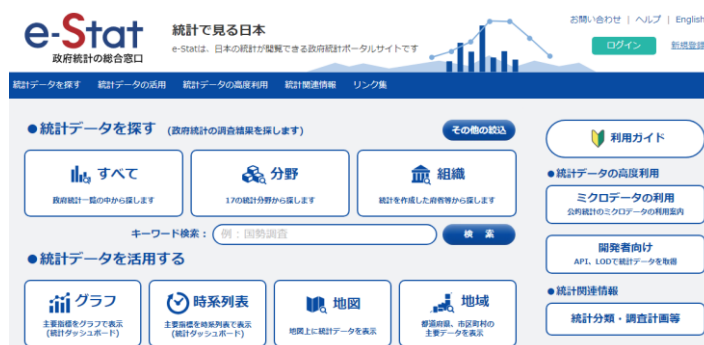 e-Stat
政府統計の総合窓口
統計で見る日本
e-Statは、日本の統計が閲覧できる政府統計ポータルサイトです
お問い合わせ | ヘルプ | English
ログイン 新規登録
統計データを探す 統計データの活用 統計データの高度利用 統計関連情報 リンク集
●統計データを探す (政府統計の調査結果を探します) その他の絞込
すべて
政府統計一覧の中から探します
分野
17の統計分野から探します
組織
統計を作成した府省等から探します
キーワード検索： 例：国勢調査 検 索
●統計データを活用する
グラフ
主要指標をグラフで表示
(統計ダッシュボード)
時系列表
主要指標を時系列表で表示
(統計ダッシュボード)
地図
地図上に統計データを表示
地域
都道府県、市区町村の
主要データを表示
利用ガイド
●統計データの高度利用
ミクロデータの利用
公的統計のミクロデータの利用案内
開発者向け
API、LODで統計データを取得
●統計関連情報
統計分類・調査計画等